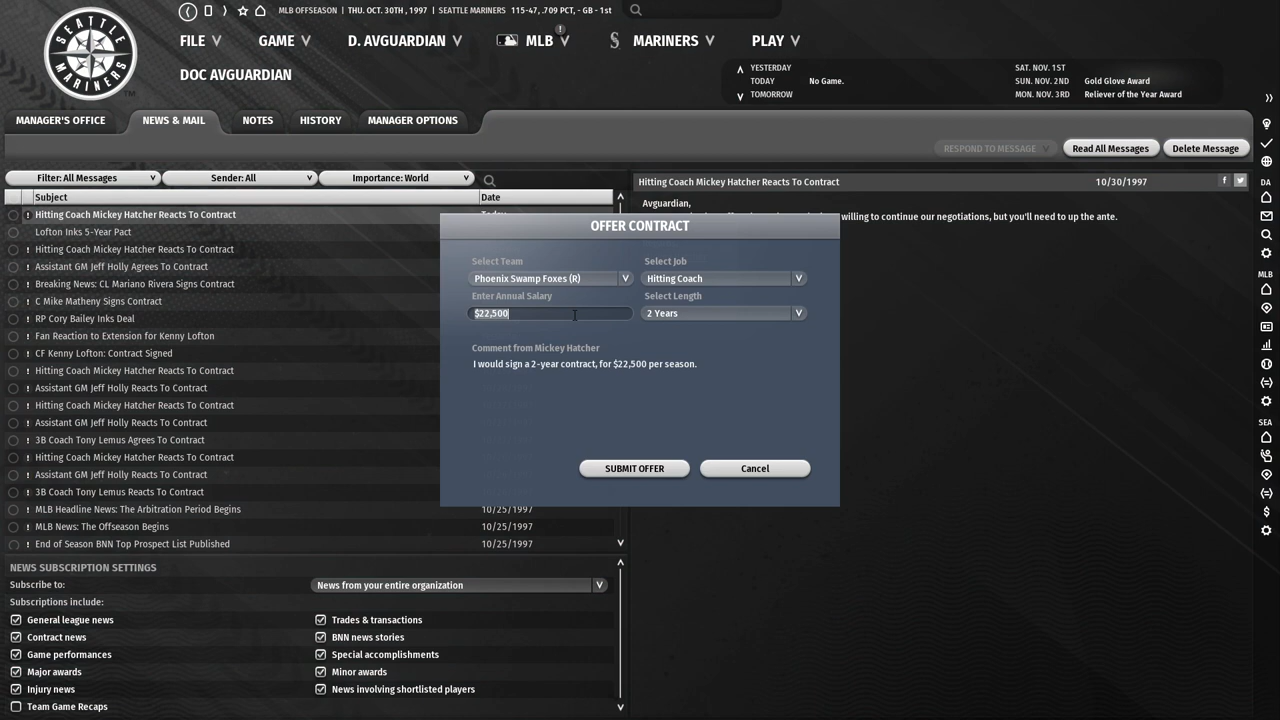 SEATTLE
MARINERS
TM
MLB OFFSEASON | THU. OCT. 30TH , 1997 | SEATTLE MARINERS 115-47, .709 PCT, - GB - 1st
FILE GAME D. AVGUARDIAN MLB MARINERS PLAY
DOC AVGUARDIAN
YESTERDAY
TODAY No Game.
TOMORROW
SAT. NOV. 1ST
SUN. NOV. 2ND Gold Glove Award
MON. NOV. 3RD Reliever of the Year Award
MANAGER'S OFFICE NEWS & MAIL NOTES HISTORY MANAGER OPTIONS
RESPOND TO MESSAGE Read All Messages Delete Message
Filter: All Messages Sender: All Importance: World
Subject Date
! Hitting Coach Mickey Hatcher Reacts To Contract
Lofton Inks 5-Year Pact
! Hitting Coach Mickey Hatcher Reacts To Contract
! Assistant GM Jeff Holly Agrees To Contract
! Breaking News: CL Mariano Rivera Signs Contract
! C Mike Matheny Signs Contract
! RP Cory Bailey Inks Deal
! Fan Reaction to Extension for Kenny Lofton
! CF Kenny Lofton: Contract Signed
! Hitting Coach Mickey Hatcher Reacts To Contract
! Assistant GM Jeff Holly Reacts To Contract
! Hitting Coach Mickey Hatcher Reacts To Contract
! Assistant GM Jeff Holly Reacts To Contract
! 3B Coach Tony Lemus Agrees To Contract
! Hitting Coach Mickey Hatcher Reacts To Contract
! Assistant GM Jeff Holly Reacts To Contract
! 3B Coach Tony Lemus Reacts To Contract
! MLB Headline News: The Arbitration Period Begins 10/25/1997
! MLB News: The Offseason Begins 10/25/1997
! End of Season BNN Top Prospect List Published 10/25/1997
Hitting Coach Mickey Hatcher Reacts To Contract 10/30/1997
Avguardian,
willing to continue our negotiations, but you'll need to up the ante.
OFFER CONTRACT
Select Team Select Job
Phoenix Swamp Foxes (R) Hitting Coach
Enter Annual Salary Select Length
$22,500 2 Years
Comment from Mickey Hatcher
I would sign a 2-year contract, for $22,500 per season.
SUBMIT OFFER Cancel
NEWS SUBSCRIPTION SETTINGS
Subscribe to: News from your entire organization
Subscriptions include:
General league news Trades & transactions
Contract news BNN news stories
Game performances Special accomplishments
Major awards Minor awards
Injury news News involving shortlisted players
Team Game Recaps
DA
MLB
SEA